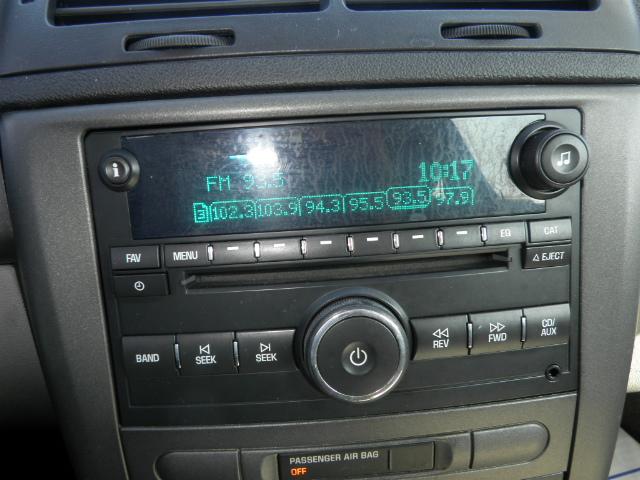 FM 93.5 10:17
3 102.3 103.9 94.3 95.5 93.5 97.9
i
FAV MENU EQ CAT
EJECT
BAND SEEK SEEK REV FWD CD/AUX
PASSENGER AIR BAG
OFF